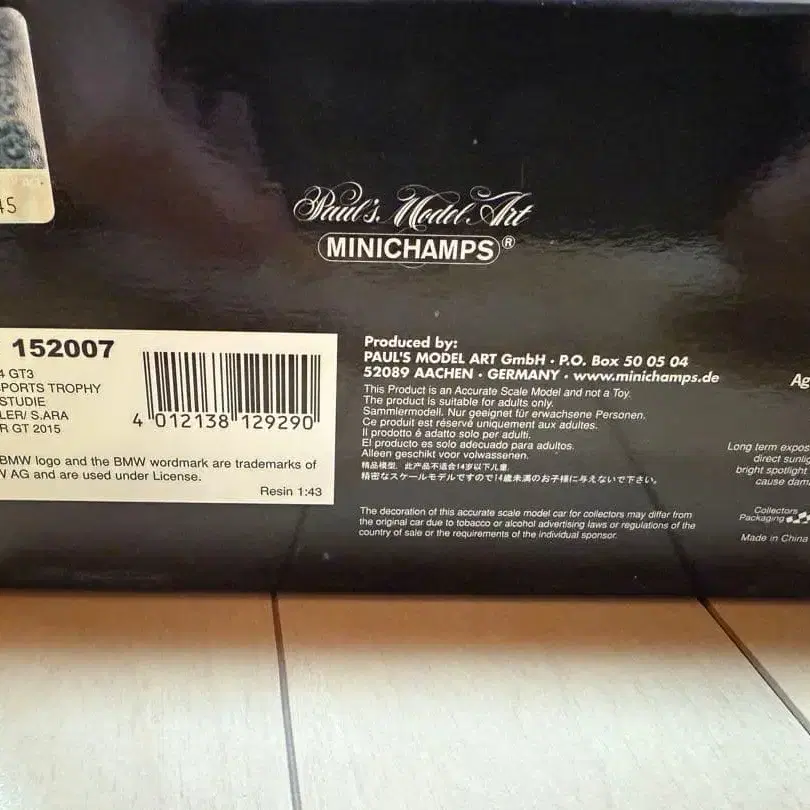 45
Paul's Model Art
MINICHAMPS®
152007
4 GT3
PORTS TROPHY
STUDIE
LER/ S.ARA
R GT 2015
4 012138 129290
BMW logo and the BMW wordmark are trademarks of
W AG and are used under License.
Resin 1:43
Produced by:
PAUL'S MODEL ART GmbH · P.O. Box 50 05 04
52089 AACHEN · GERMANY · www.minichamps.de
This Product is an Accurate Scale Model and not a Toy.
The product is suitable for adults only.
Sammlermodell. Nur geeignet für erwachsene Personen.
Ce produit est réservé uniquement aux adultes.
Il prodotto è adatto solo per adulti.
El producto es solo adecuado para adultos.
Alleen geschikt voor volwassenen.
精品模型, 此产品不适合14岁以下儿童.
精密なスケールモデルですので14歳未満のお子様に与えないで下さい。
The decoration of this accurate scale model car for collectors may differ from
the original car due to tobacco or alcohol advertising laws or regulations of the
country of sale or the requirements of the individual sponsor.
Ag
Long term expos
direct sunlig
bright spotlight
cause dam
Collectors
Packaging
Made in China